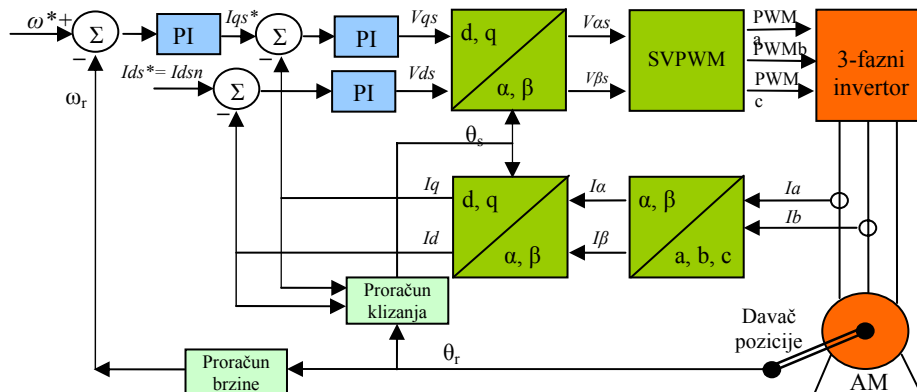 ω*+
Σ
−
PI
Iqs*
Σ
−
PI
Vqs
d, q
α, β
Vαs
SVPWM
PWM
a
PWMb
PWM
c
3-fazni
invertor
Ids*= Idsn
Σ
−
PI
Vds
Vβs
ωr
θs
Iq
d, q
α, β
Iα
α, β
a, b, c
Ia
Ib
Id
Iβ
Proračun
klizanja
Davač
pozicije
θr
Proračun
brzine
AM